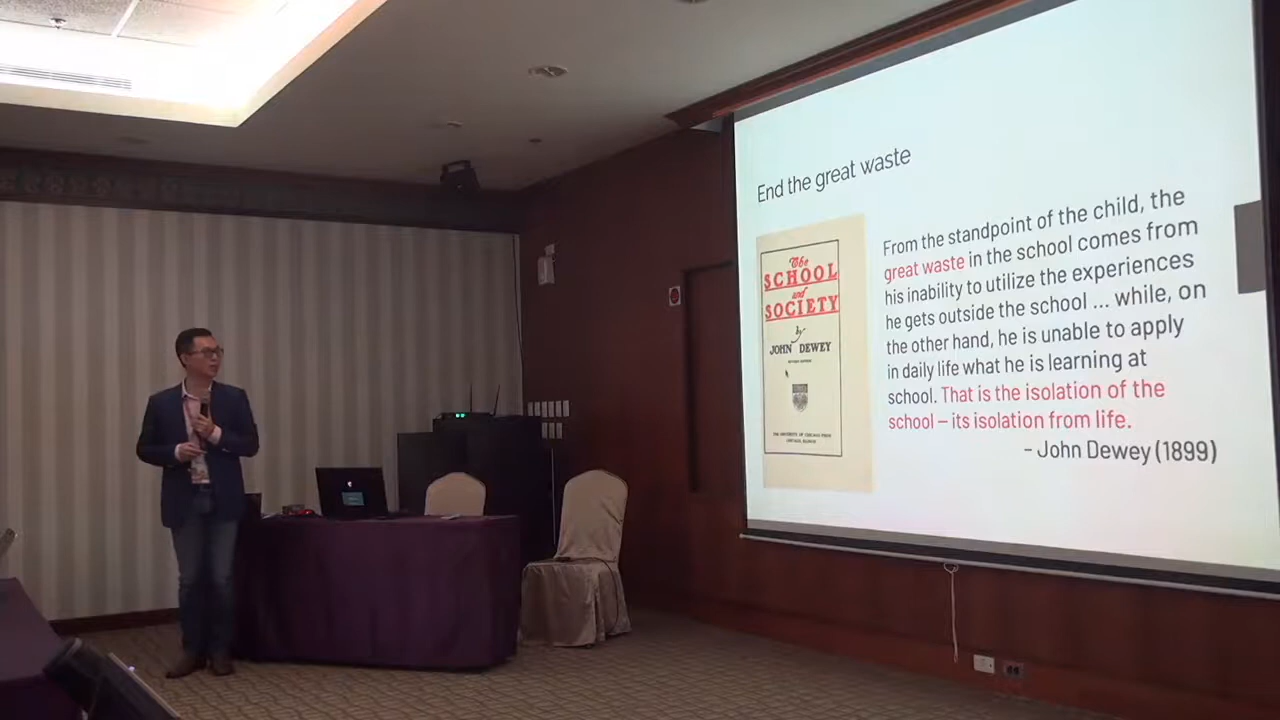 End the great waste
The
SCHOOL
and
SOCIETY
by
JOHN DEWEY
From the standpoint of the child, the
great waste in the school comes from
his inability to utilize the experiences
he gets outside the school ... while, on
the other hand, he is unable to apply
in daily life what he is learning at
school. That is the isolation of the
school – its isolation from life.
– John Dewey (1899)